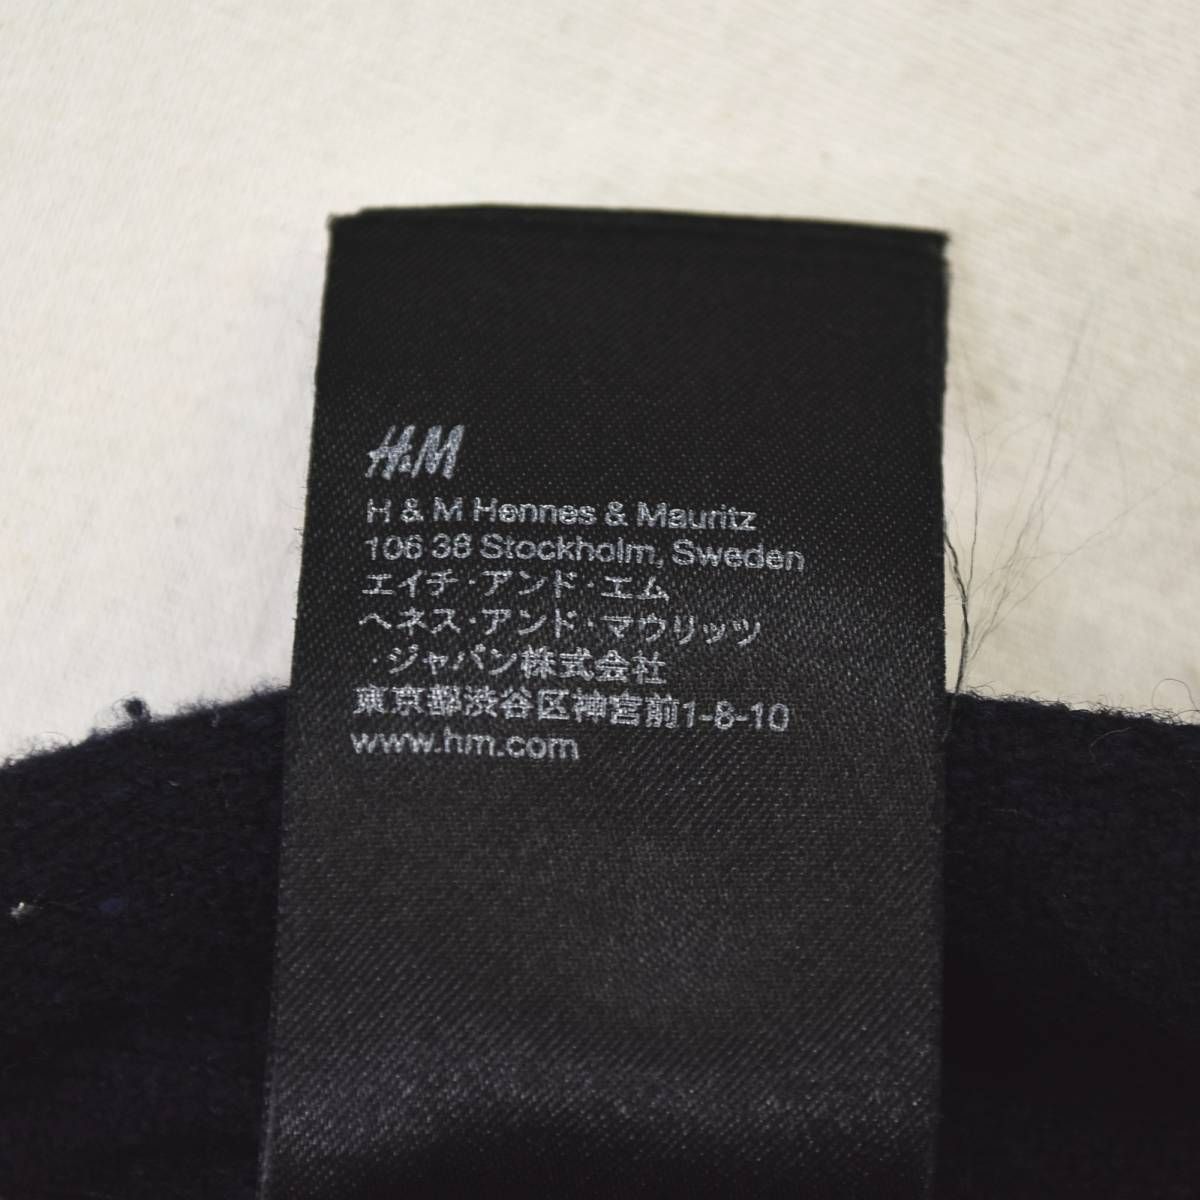 H&M
H & M Hennes & Mauritz
106 38 Stockholm, Sweden
エイチ・アンド・エム
ヘネス・アンド・マウリッツ
・ジャパン株式会社
東京都渋谷区神宮前1-8-10
www.hm.com